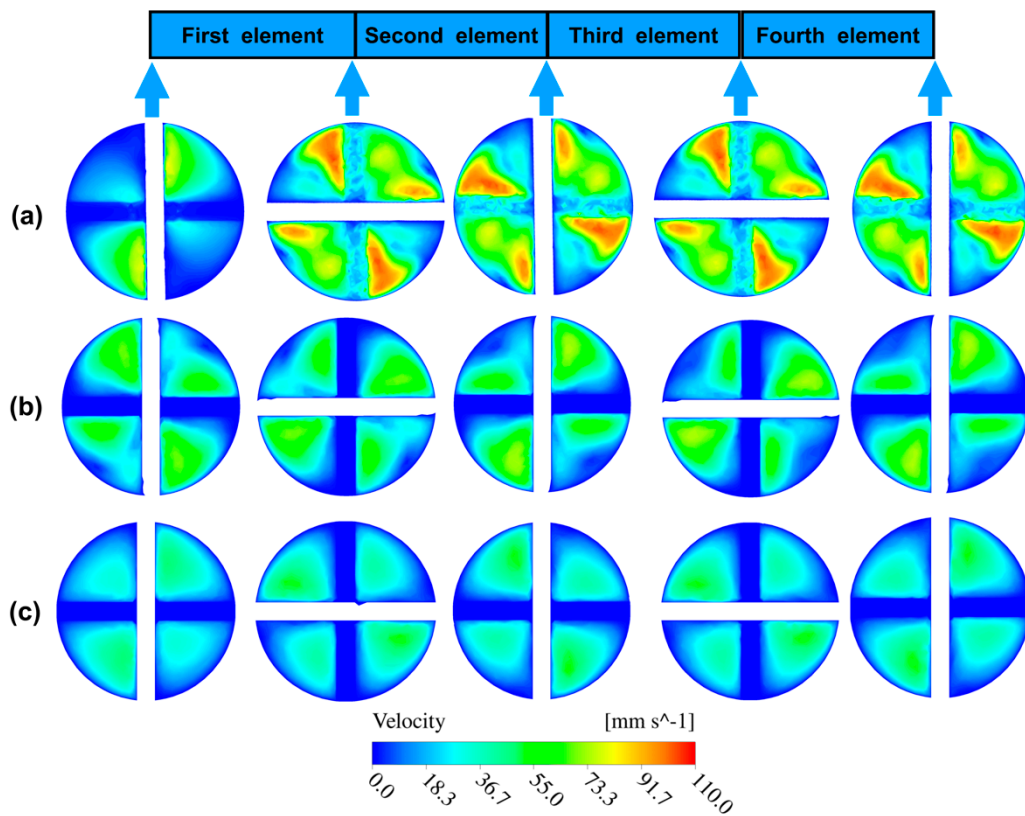 First element Second element Third element Fourth element
(a)
(b)
(c)
Velocity [mm s^-1]
0.0 18.3 36.7 55.0 73.3 91.7 110.0